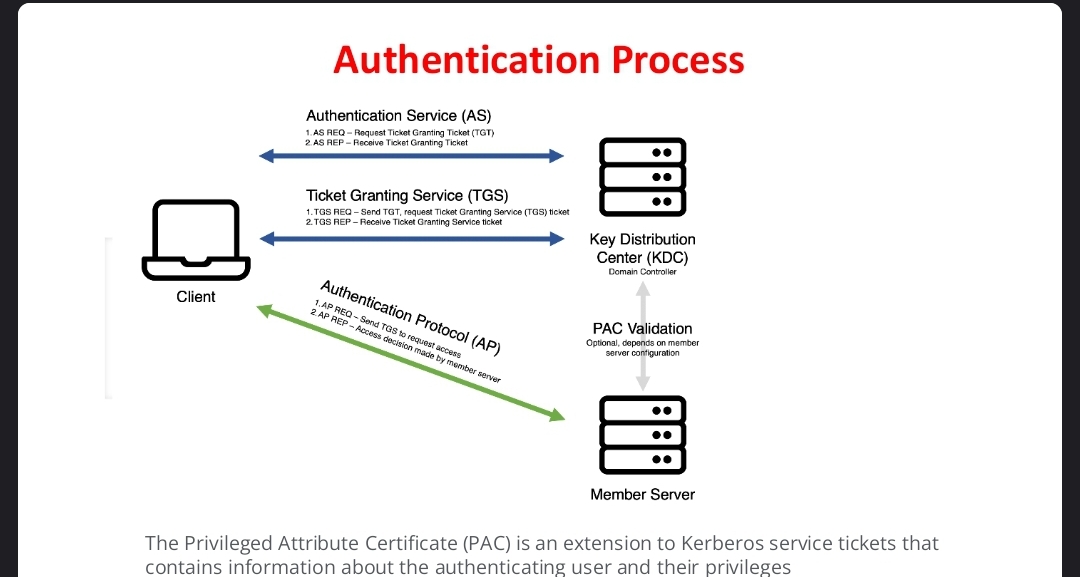 Authentication Process
Authentication Service (AS)
1. AS REQ – Request Ticket Granting Ticket (TGT)
2. AS REP – Receive Ticket Granting Ticket
Ticket Granting Service (TGS)
1. TGS REQ – Send TGT, request Ticket Granting Service (TGS) ticket
2. TGS REP – Receive Ticket Granting Service ticket
Key Distribution
Center (KDC)
Domain Controller
Client
Authentication Protocol (AP)
1. AP REQ – Send TGS to request access
2. AP REP – Access decision made by member server
PAC Validation
Optional, depends on member
server configuration
Member Server
The Privileged Attribute Certificate (PAC) is an extension to Kerberos service tickets that
contains information about the authenticating user and their privileges